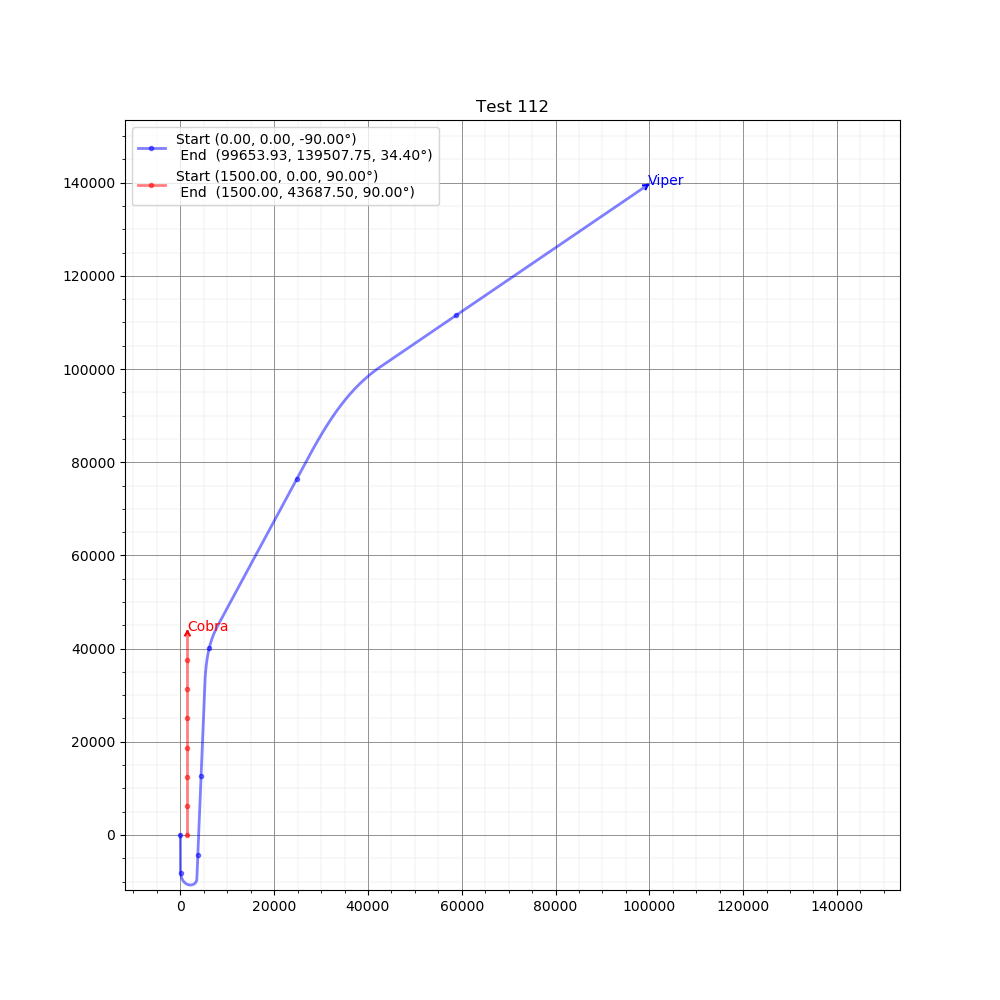 Test 112
Start (0.00, 0.00, -90.00°)
End (99653.93, 139507.75, 34.40°)
Start (1500.00, 0.00, 90.00°)
End (1500.00, 43687.50, 90.00°)
140000
120000
100000
80000
60000
40000
20000
0
Viper
Cobra
0 20000 40000 60000 80000 100000 120000 140000